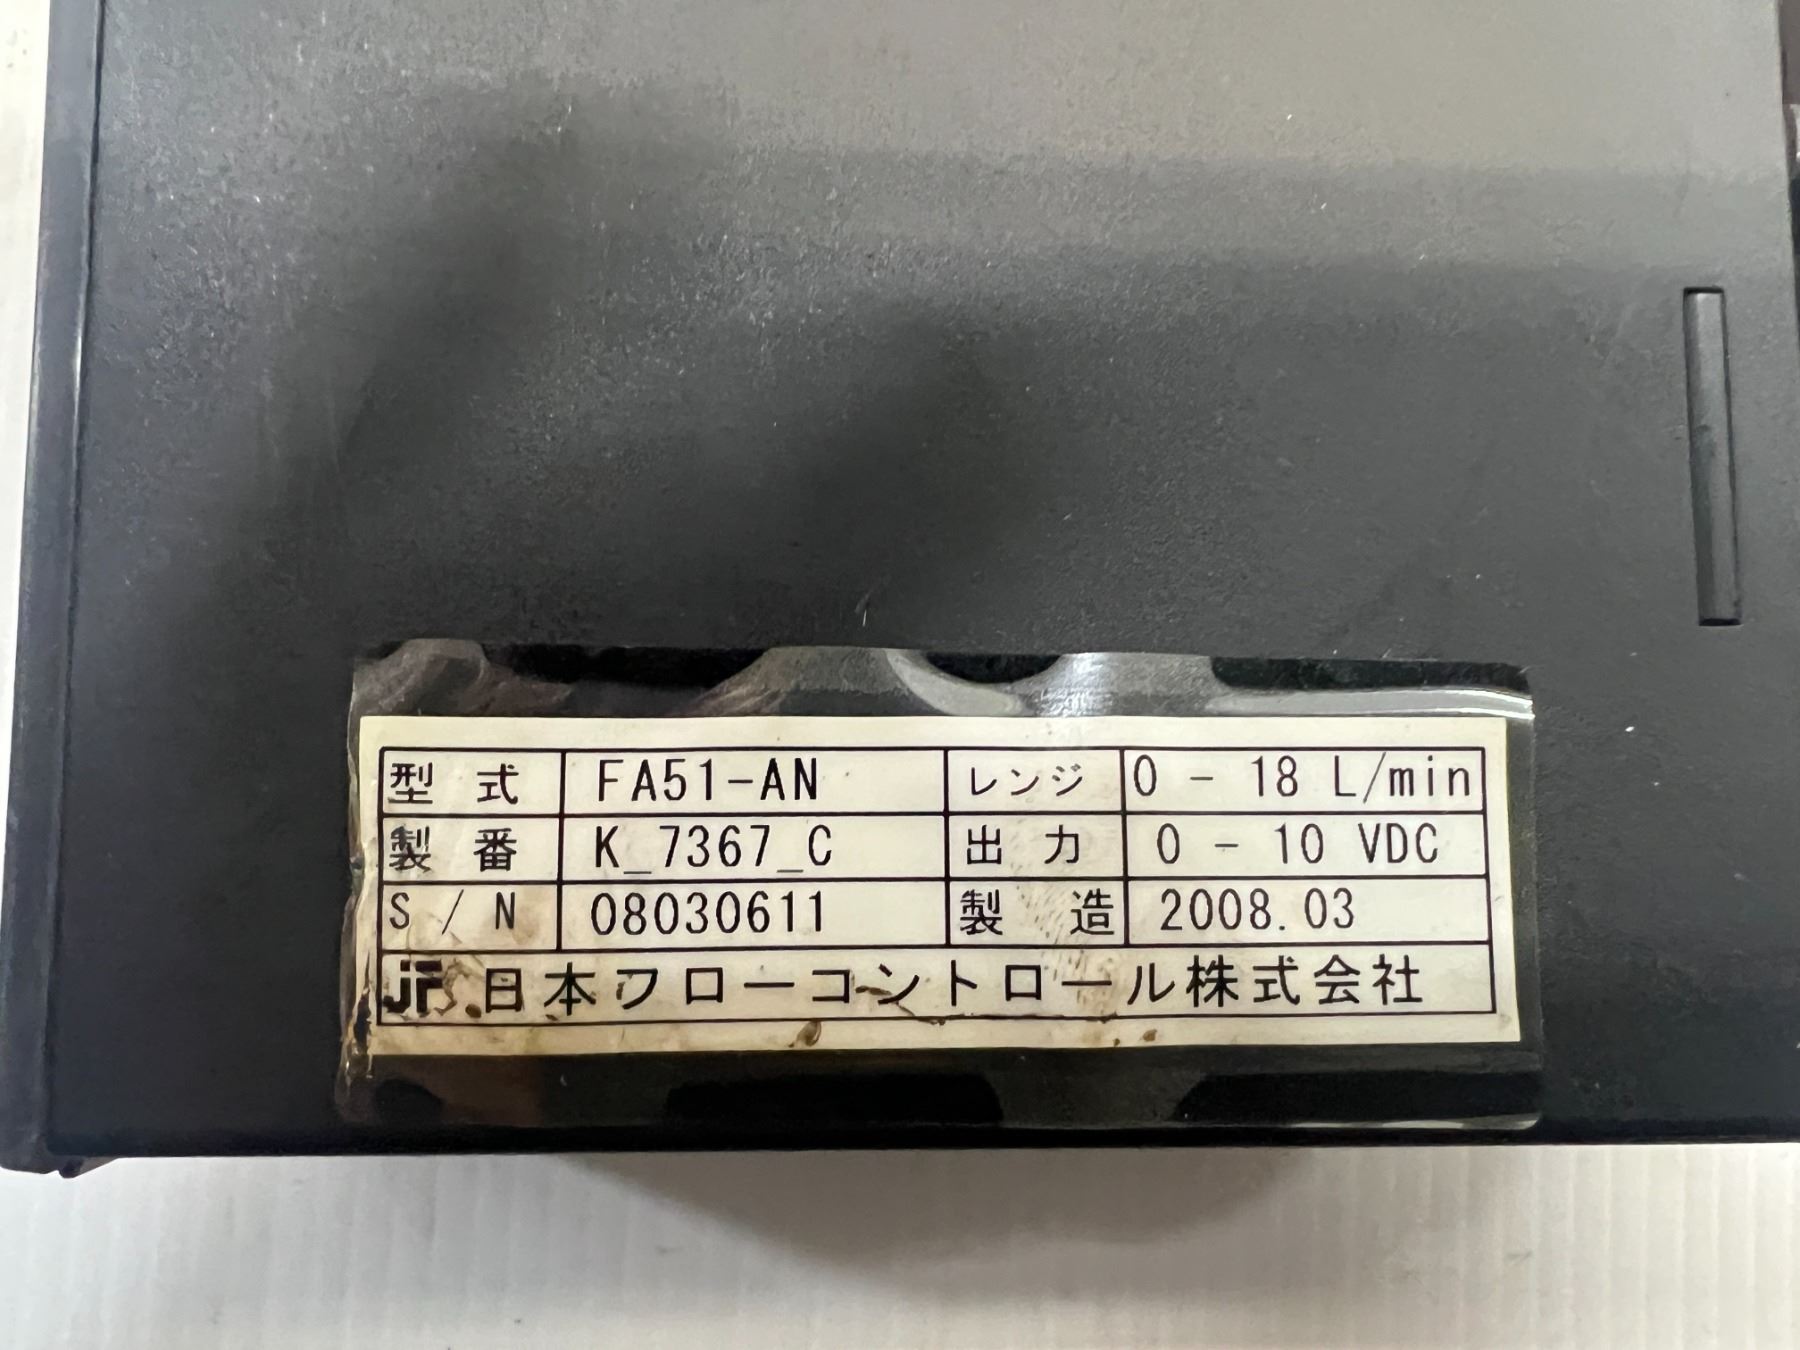 型式 FA51-AN レンジ 0 - 18 L/min
製番 K_7367_C 出力 0 - 10 VDC
S/N 08030611 製造 2008.03
日本フローコントロール株式会社